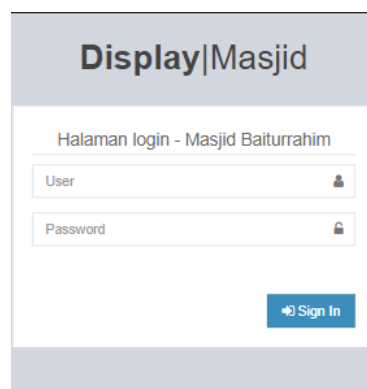 Display|Masjid
Halaman login - Masjid Baiturrahim
User
Password
Sign In